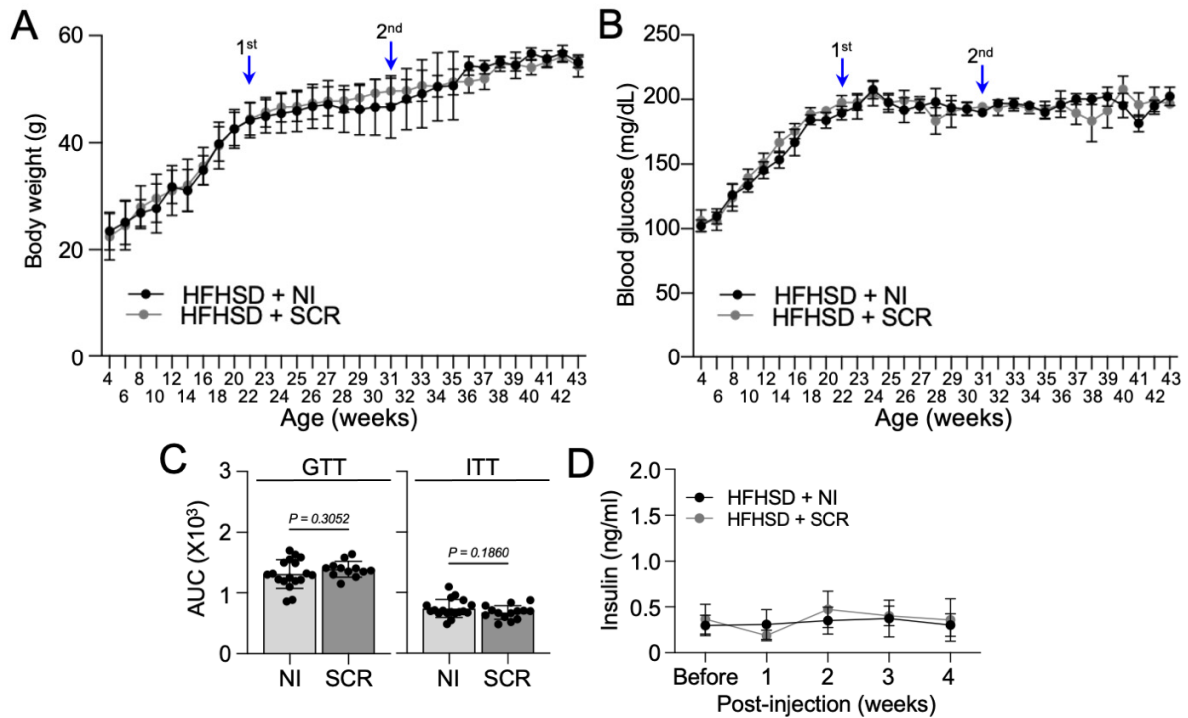 A
60
40
20
0
Body weight (g)
1st
2nd
HFHSD + NI
HFHSD + SCR
4 8 12 14 20 23 25 27 29 31 33 35 37 39 41 43
6 10 14 18 22 24 26 28 30 32 34 36 38 40 42
Age (weeks)
B
250
200
150
100
50
0
Blood glucose (mg/dL)
1st
2nd
HFHSD + NI
HFHSD + SCR
4 8 12 16 20 23 25 27 29 31 33 35 37 39 41 43
6 10 14 18 22 24 26 28 30 32 34 36 38 40 42
Age (weeks)
C
GTT
ITT
3
2
1
0
AUC (X10³)
P = 0.3052
P = 0.1860
NI SCR NI SCR
D
2.0
1.5
1.0
0.5
0
Insulin (ng/ml)
HFHSD + NI
HFHSD + SCR
Before 1 2 3 4
Post-injection (weeks)